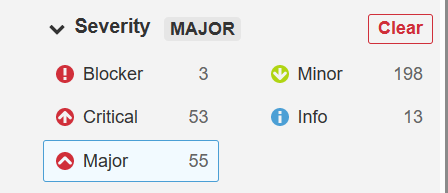 Severity MAJOR Clear
Blocker 3 Minor 198
Critical 53 Info 13
Major 55